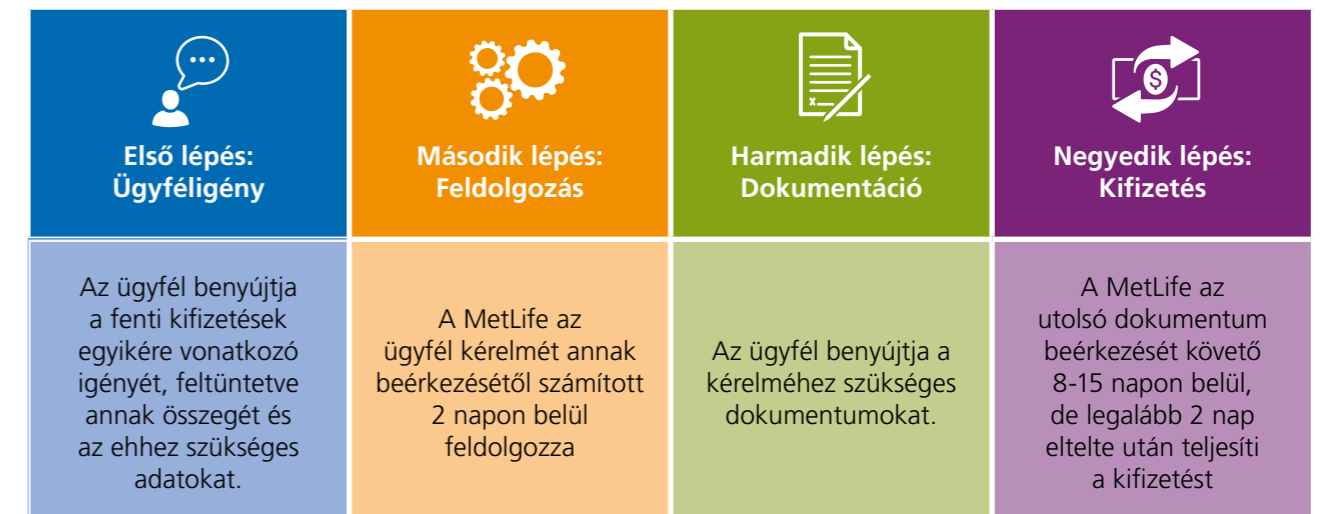 Első lépés:
Ügyféligény
Második lépés:
Feldolgozás
Harmadik lépés:
Dokumentáció
Negyedik lépés:
Kifizetés
Az ügyfél benyújtja
a fenti kifizetések
egyikére vonatkozó
igényét, feltüntetve
annak összegét és
az ehhez szükséges
adatokat.
A MetLife az
ügyfél kérelmét annak
beérkezésétől számított
2 napon belül
feldolgozza
Az ügyfél benyújtja a
kérelméhez szükséges
dokumentumokat.
A MetLife az
utolsó dokumentum
beérkezését követő
8-15 napon belül,
de legalább 2 nap
eltelte után teljesíti
a kifizetést